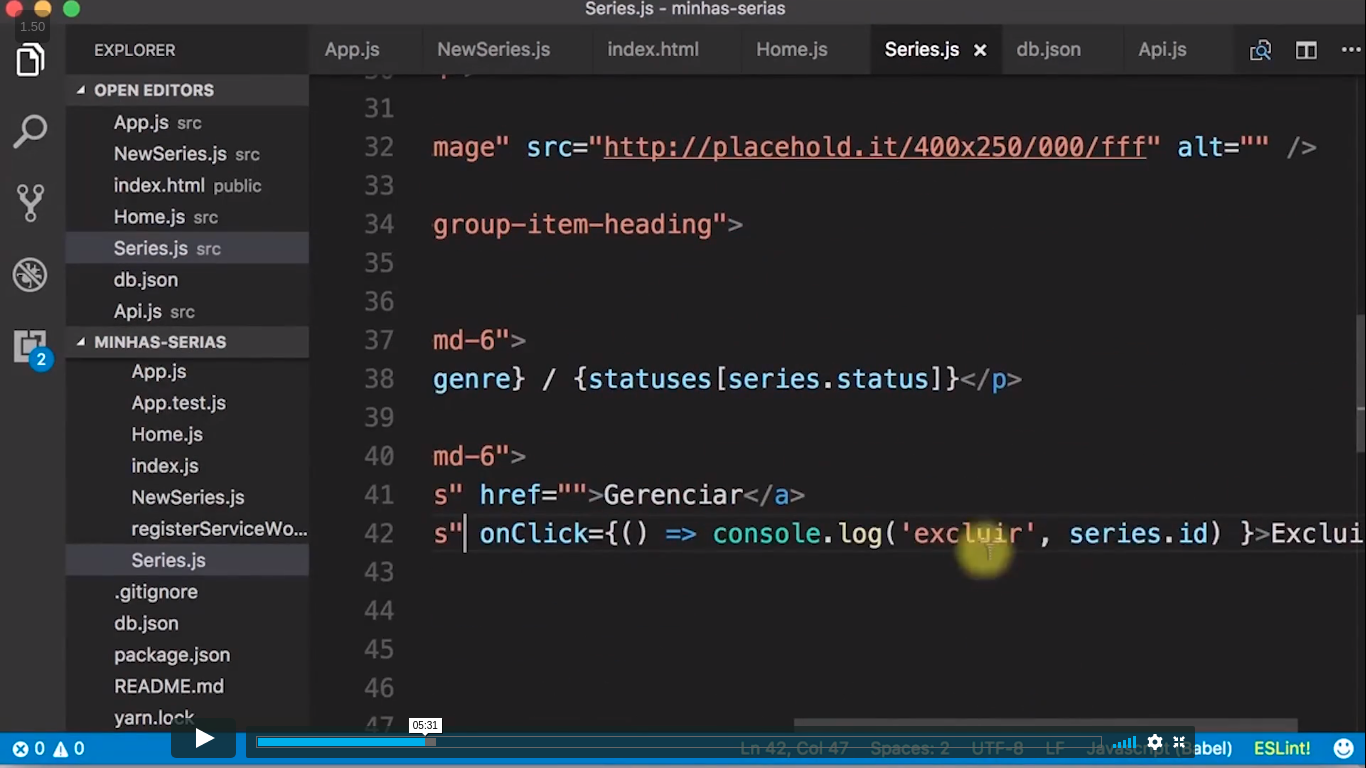 Series.js - minhas-serias
1.50
EXPLORER
App.js
NewSeries.js
index.html
Home.js
Series.js ×
db.json
Api.js
OPEN EDITORS
App.js src
NewSeries.js src
index.html public
Home.js src
Series.js src
db.json
Api.js src
2
MINHAS-SERIAS
App.js
App.test.js
Home.js
index.js
NewSeries.js
registerServiceWo...
Series.js
.gitignore
db.json
package.json
README.md
yarn.lock
31
32 mage" src="http://placehold.it/400x250/000/fff" alt="" />
33
34 group-item-heading">
35
36
37 md-6">
38 genre} / {statuses[series.status]}</p>
39
40 md-6">
41 s" href="">Gerenciar</a>
42 s" onClick={() => console.log('excluir', series.id) }>Exclui
43
44
45
46
47
05:31
0 0
Ln 42, Col 47 Spaces: 2 UTF-8 LF Javascript (Babel) ESLint!